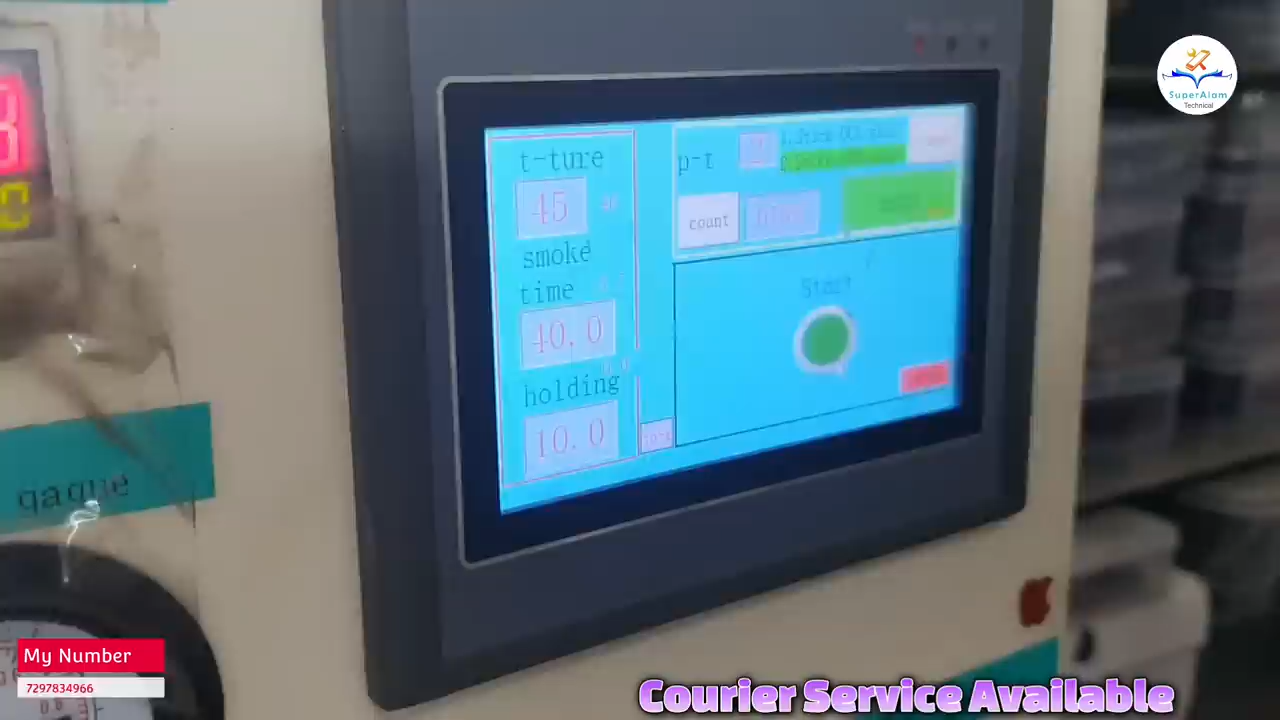 SuperAlam
Technical
t-ture
45
smoke
time
40.0
holding
10.0
p-t
count
Start
qaque
My Number
7297834966
Courier Service Available